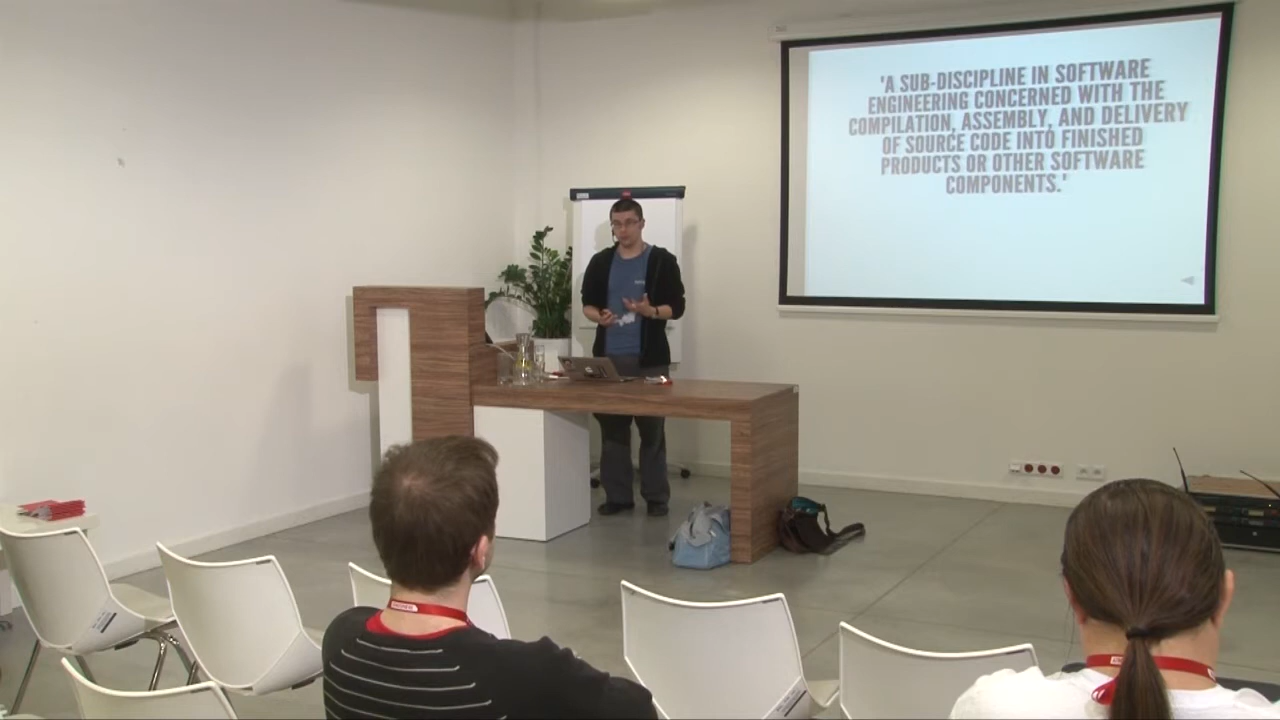 'A SUB-DISCIPLINE IN SOFTWARE
ENGINEERING CONCERNED WITH THE
COMPILATION, ASSEMBLY, AND DELIVERY
OF SOURCE CODE INTO FINISHED
PRODUCTS OR OTHER SOFTWARE
COMPONENTS.'